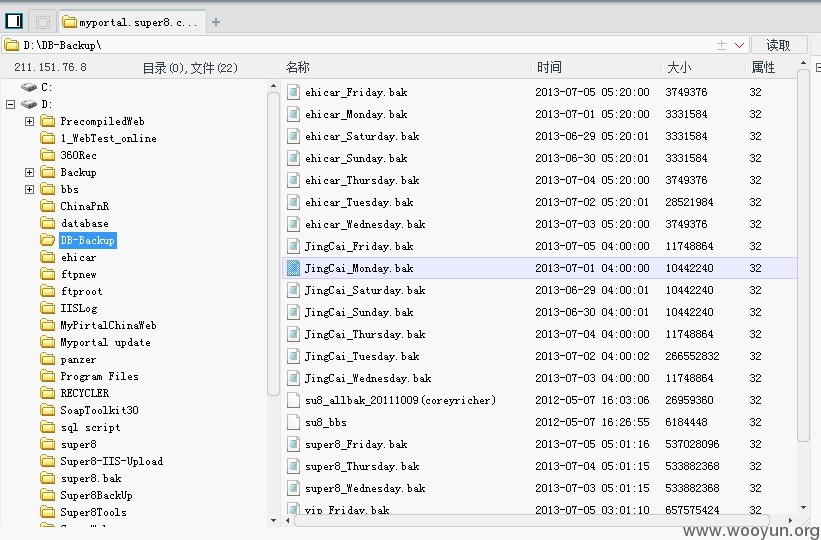 myportal.super8.c...
D:\DB-Backup\
读取
211.151.76.8 目录(0),文件(22)
名称 时间 大小 属性
C:
D:
PrecompiledWeb
1_WebTest_online
360Rec
Backup
bbs
ChinaPnR
database
DB-Backup
ehicar
ftpnew
ftproot
IISLog
MyPirtalChinaWeb
Myportal update
panzer
Program Files
RECYCLER
SoapToolkit30
sql script
super8
Super8-IIS-Upload
super8.bak
Super8BackUp
Super8Tools
ehicar_Friday.bak 2013-07-05 05:20:00 3749376 32
ehicar_Monday.bak 2013-07-01 05:20:00 3331584 32
ehicar_Saturday.bak 2013-06-29 05:20:01 3331584 32
ehicar_Sunday.bak 2013-06-30 05:20:01 3331584 32
ehicar_Thursday.bak 2013-07-04 05:20:00 3749376 32
ehicar_Tuesday.bak 2013-07-02 05:20:01 28521984 32
ehicar_Wednesday.bak 2013-07-03 05:20:00 3749376 32
JingCai_Friday.bak 2013-07-05 04:00:00 11748864 32
JingCai_Monday.bak 2013-07-01 04:00:00 10442240 32
JingCai_Saturday.bak 2013-06-29 04:00:01 10442240 32
JingCai_Sunday.bak 2013-06-30 04:00:01 10442240 32
JingCai_Thursday.bak 2013-07-04 04:00:00 11748864 32
JingCai_Tuesday.bak 2013-07-02 04:00:02 266552832 32
JingCai_Wednesday.bak 2013-07-03 04:00:00 11748864 32
su8_allbak_20111009(coreyricher) 2012-05-07 16:03:06 26959360 32
su8_bbs 2012-05-07 16:26:55 6184448 32
super8_Friday.bak 2013-07-05 05:01:16 537028096 32
super8_Thursday.bak 2013-07-04 05:01:15 533882368 32
super8_Wednesday.bak 2013-07-03 05:01:15 533882368 32
vip_Friday.bak 2013-07-05 03:01:10 657575424 32
www.wooyun.org